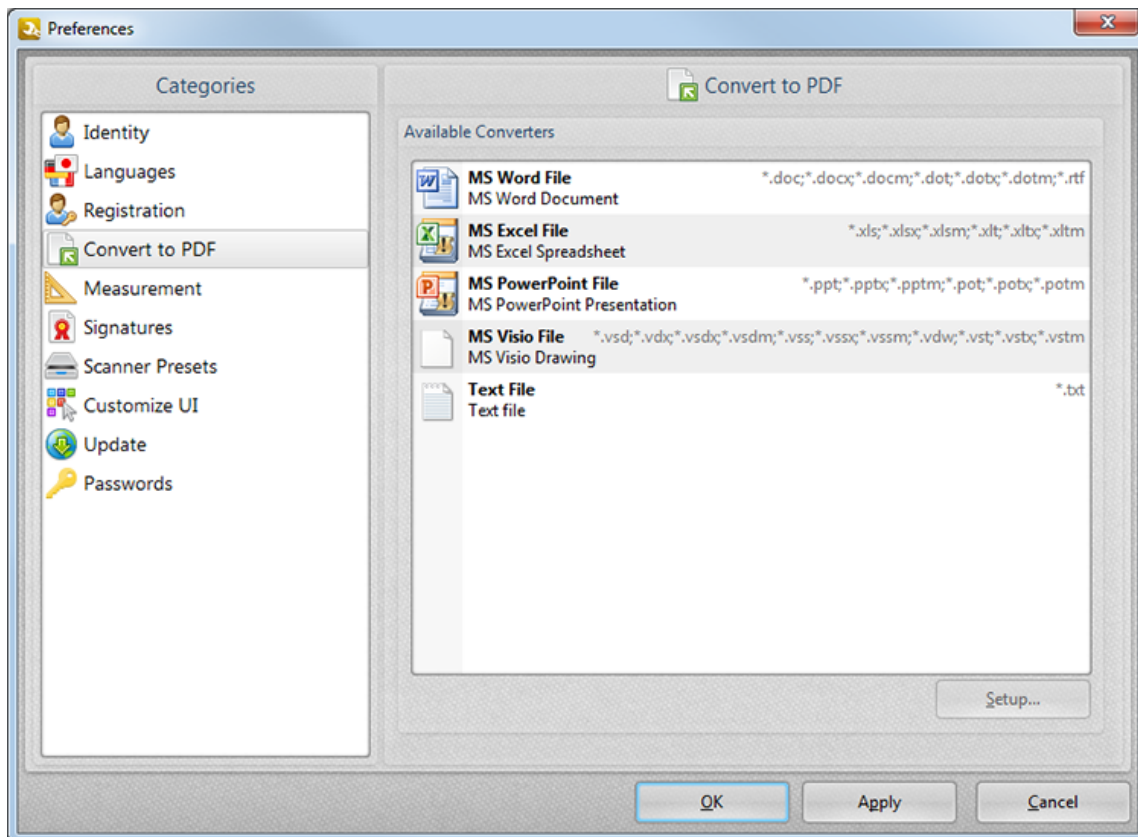 Preferences
Categories
Identity
Languages
Registration
Convert to PDF
Measurement
Signatures
Scanner Presets
Customize UI
Update
Passwords
Convert to PDF
Available Converters
MS Word File *.doc;*.docx;*.docm;*.dot;*.dotx;*.dotm;*.rtf
MS Word Document
MS Excel File *.xls;*.xlsx;*.xlsm;*.xlt;*.xltx;*.xltm
MS Excel Spreadsheet
MS PowerPoint File *.ppt;*.pptx;*.pptm;*.pot;*.potx;*.potm
MS PowerPoint Presentation
MS Visio File *.vsd;*.vdx;*.vsdx;*.vsdm;*.vss;*.vssx;*.vssm;*.vdw;*.vst;*.vstx;*.vstm
MS Visio Drawing
Text File *.txt
Text file
Setup...
OK Apply Cancel